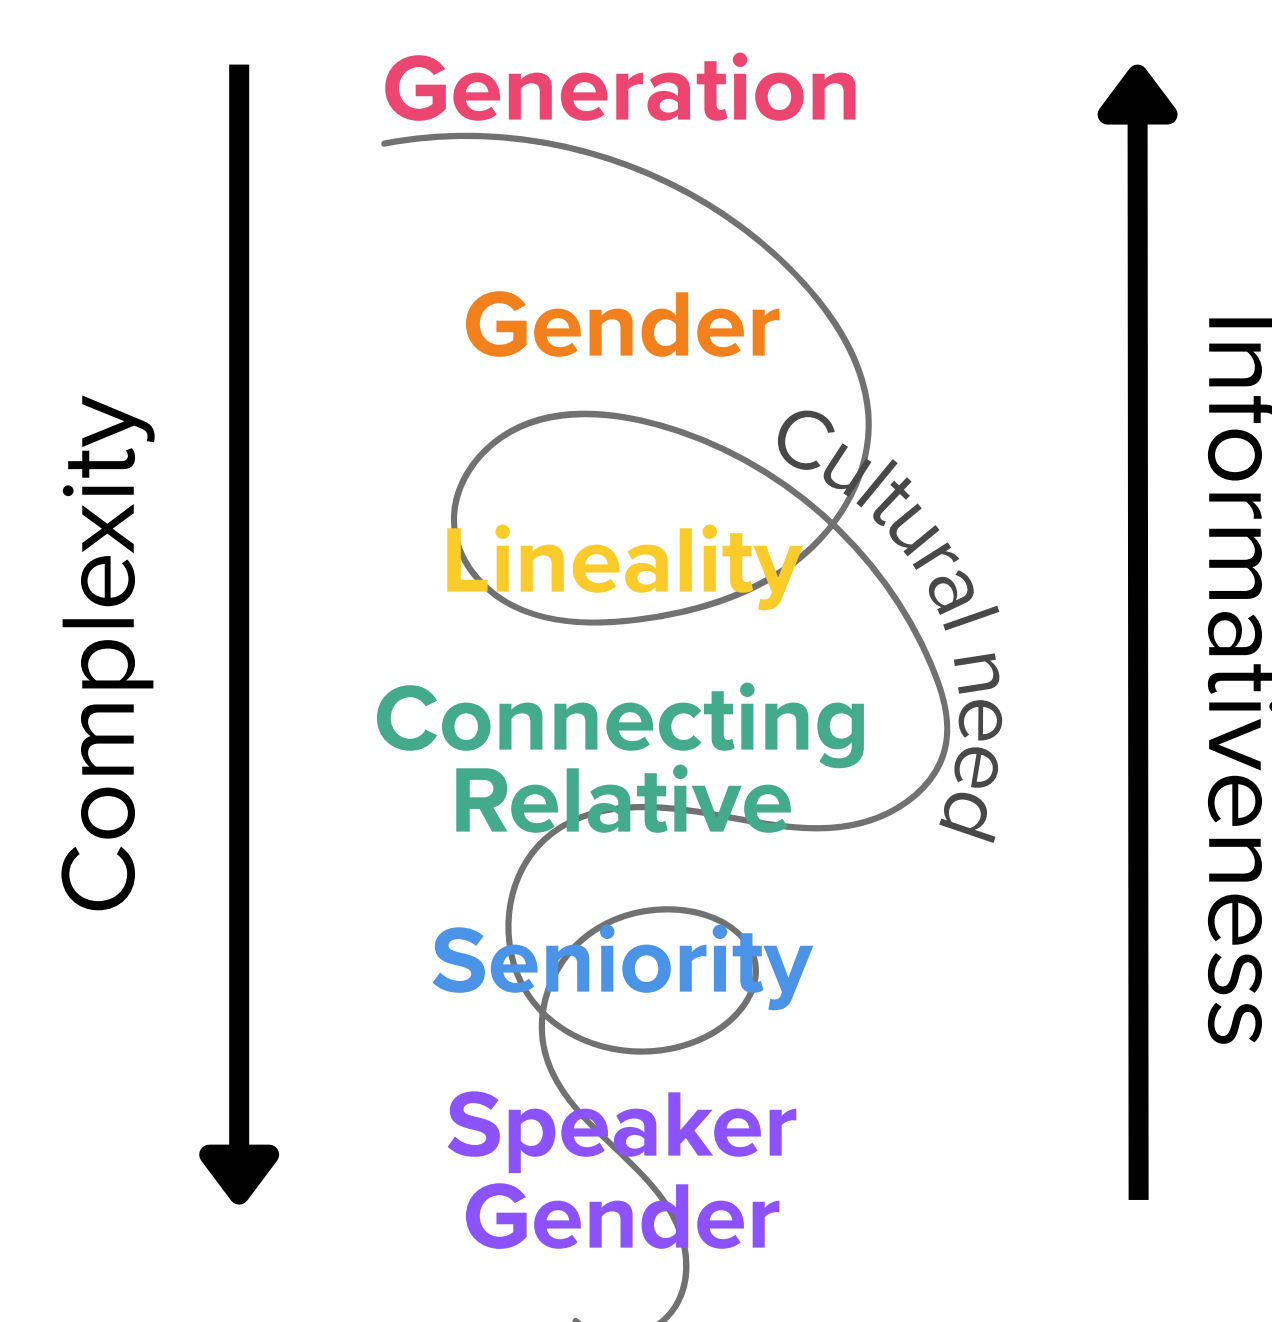 Generation
Gender
Cultural need
Lineality
Connecting
Relative
Seniority
Speaker
Gender
Complexity
Informativeness